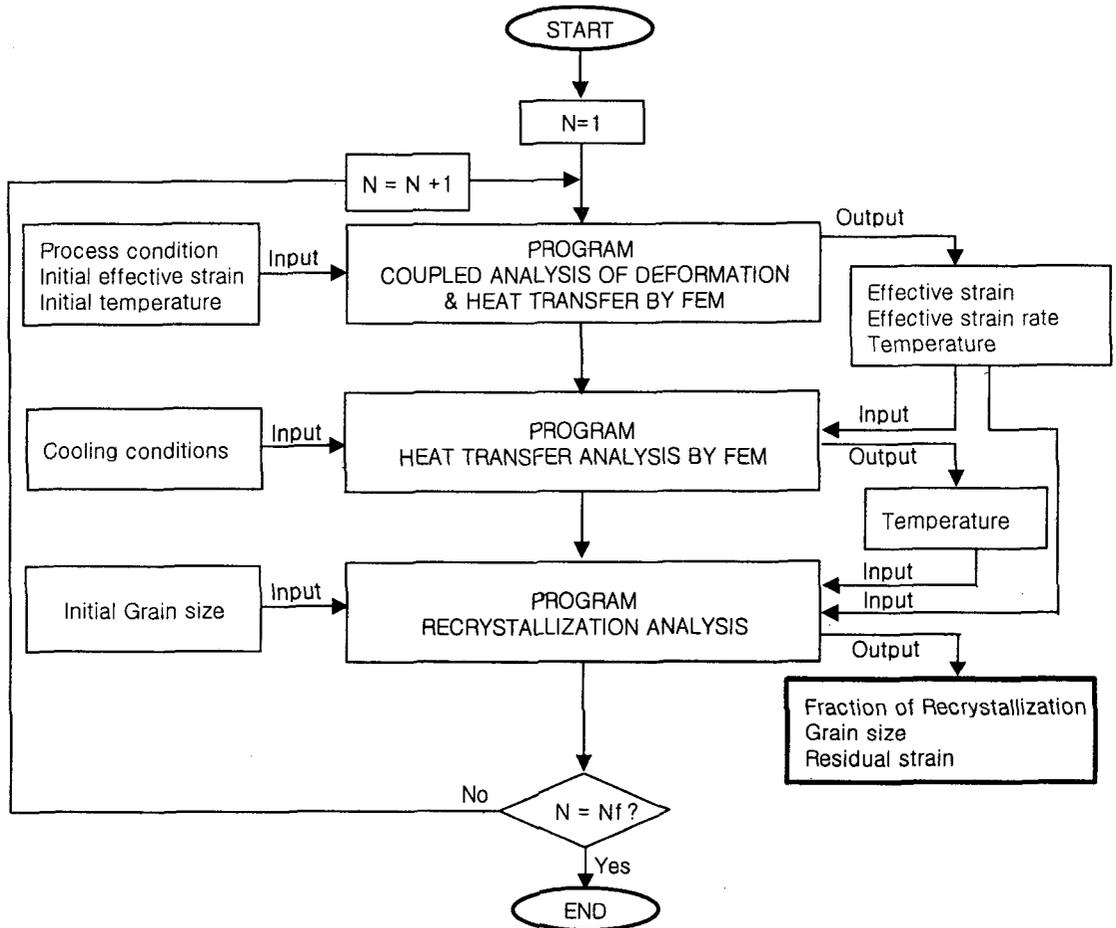 START
N=1
N = N +1
Output
Process condition
Initial effective strain
Initial temperature
Input
PROGRAM
COUPLED ANALYSIS OF DEFORMATION
& HEAT TRANSFER BY FEM
Effective strain
Effective strain rate
Temperature
Cooling conditions
Input
PROGRAM
HEAT TRANSFER ANALYSIS BY FEM
Input
Output
Temperature
Initial Grain size
Input
PROGRAM
RECRYSTALLIZATION ANALYSIS
Input
Input
Output
Fraction of Recrystallization
Grain size
Residual strain
No
N = Nf ?
Yes
END